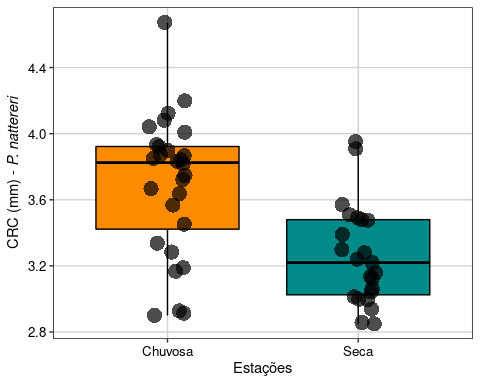 CRC (mm) - P. nattereri
4.4
4.0
3.6
3.2
2.8
Chuvosa Seca
Estações